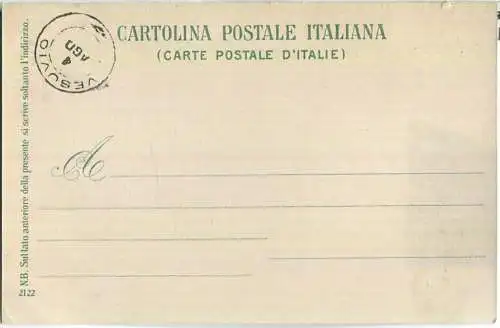 CARTOLINA POSTALE ITALIANA
(CARTE POSTALE D'ITALIE)
VESUVIO
4
AGO
A
N.B. Sul lato anteriore della presente si scrive soltanto l'indirizzo.
2122